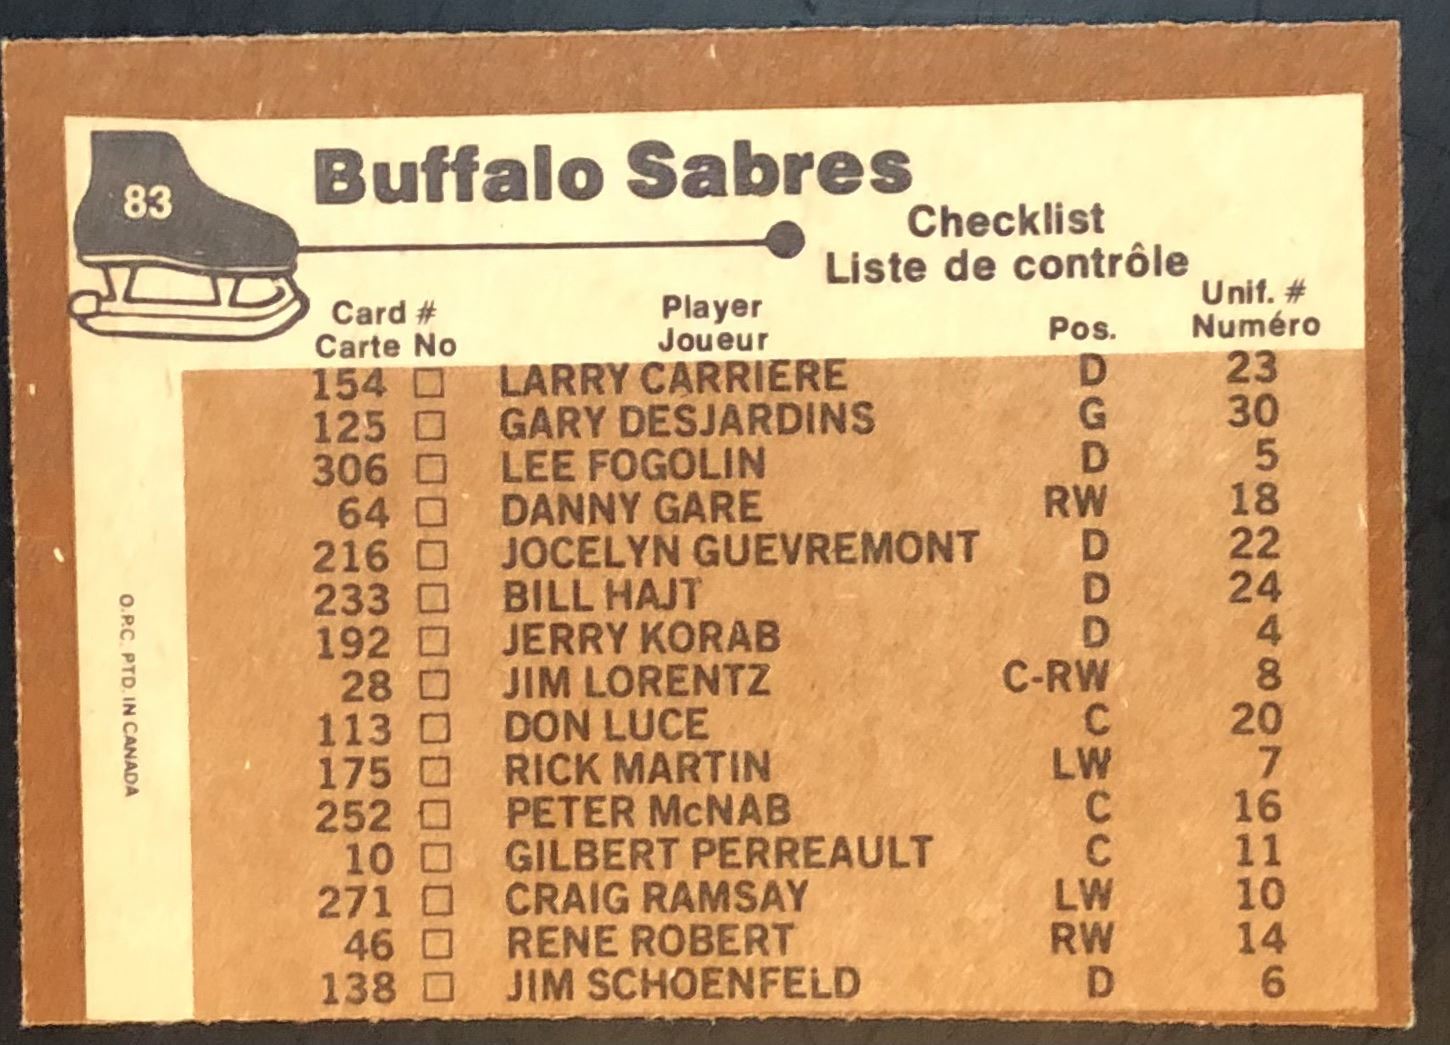 83
Buffalo Sabres
Checklist
Liste de contrôle
Card # Player Pos. Unif. #
Carte No Joueur Numéro
154 □ LARRY CARRIERE D 23
125 □ GARY DESJARDINS G 30
306 □ LEE FOGOLIN D 5
64 □ DANNY GARE RW 18
216 □ JOCELYN GUEVREMONT D 22
233 □ BILL HAJT D 24
192 □ JERRY KORAB D 4
28 □ JIM LORENTZ C-RW 8
113 □ DON LUCE C 20
175 □ RICK MARTIN LW 7
252 □ PETER McNAB C 16
10 □ GILBERT PERREAULT C 11
271 □ CRAIG RAMSAY LW 10
46 □ RENE ROBERT RW 14
138 □ JIM SCHOENFELD D 6
O.P.C. PTD. IN CANADA